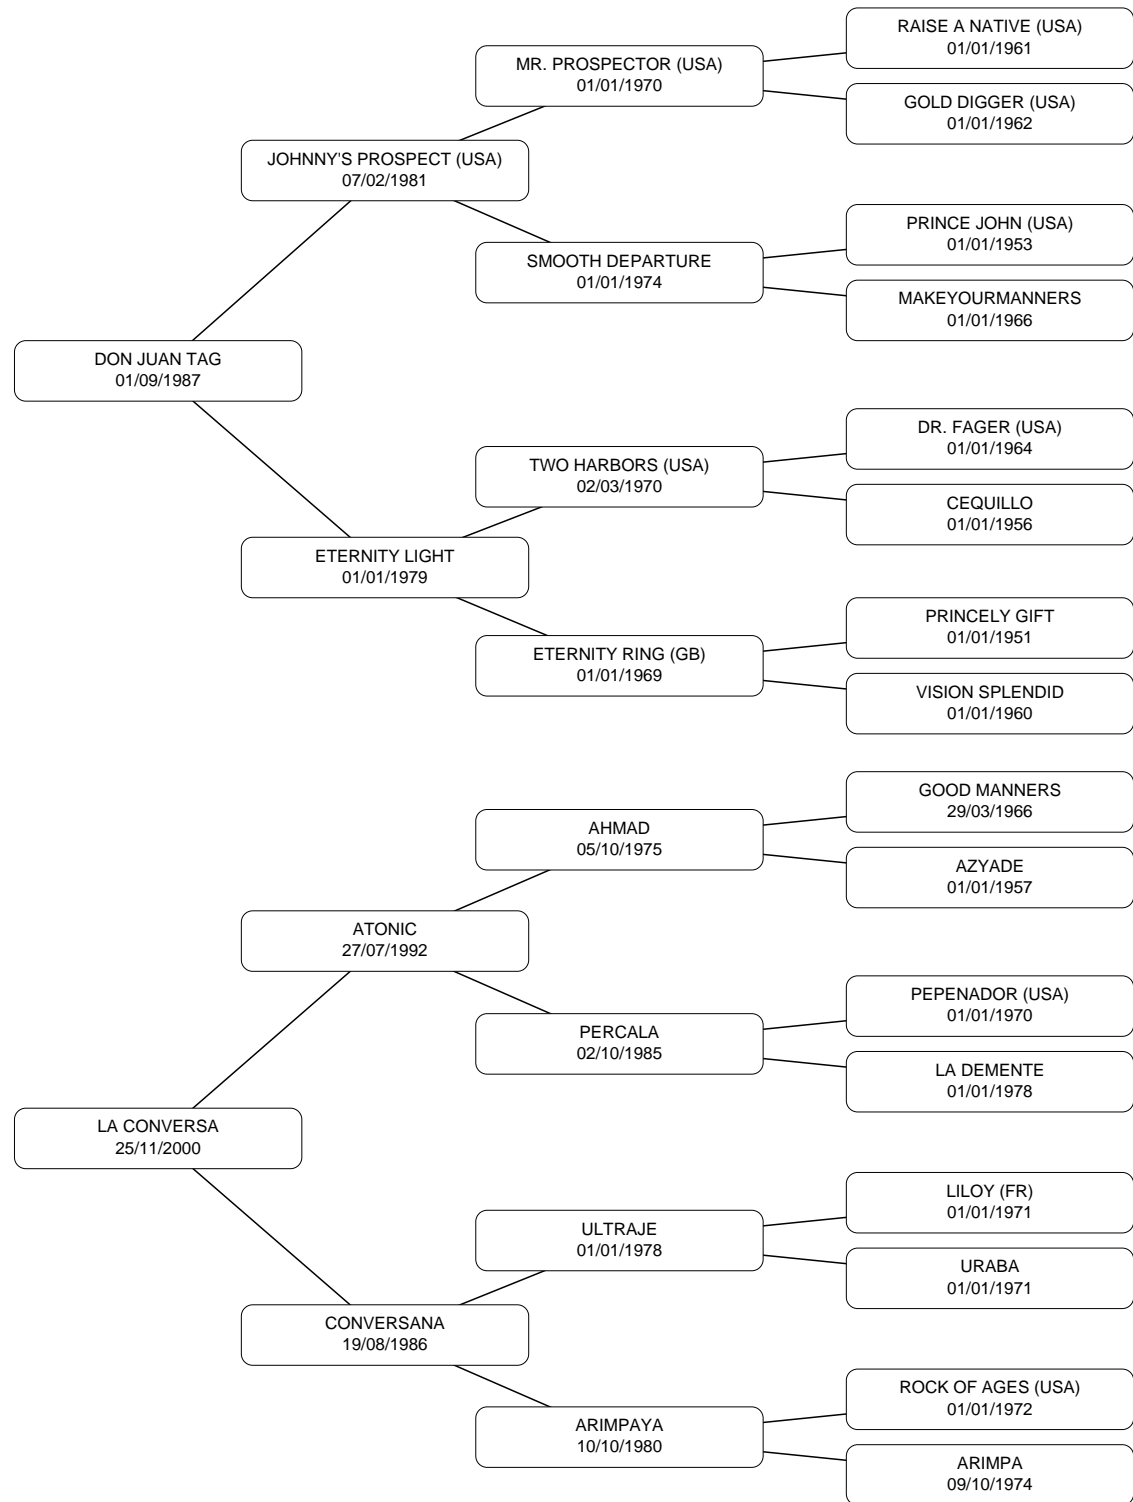 RAISE A NATIVE (USA)
01/01/1961
MR. PROSPECTOR (USA)
01/01/1970
GOLD DIGGER (USA)
01/01/1962
JOHNNY'S PROSPECT (USA)
07/02/1981
PRINCE JOHN (USA)
01/01/1953
SMOOTH DEPARTURE
01/01/1974
MAKEYOURMANNERS
01/01/1966
DON JUAN TAG
01/09/1987
DR. FAGER (USA)
01/01/1964
TWO HARBORS (USA)
02/03/1970
CEQUILLO
01/01/1956
ETERNITY LIGHT
01/01/1979
PRINCELY GIFT
01/01/1951
ETERNITY RING (GB)
01/01/1969
VISION SPLENDID
01/01/1960
GOOD MANNERS
29/03/1966
AHMAD
05/10/1975
AZYADE
01/01/1957
ATONIC
27/07/1992
PEPENADOR (USA)
01/01/1970
PERCALA
02/10/1985
LA DEMENTE
01/01/1978
LA CONVERSA
25/11/2000
LILOY (FR)
01/01/1971
ULTRAJE
01/01/1978
URABA
01/01/1971
CONVERSANA
19/08/1986
ROCK OF AGES (USA)
01/01/1972
ARIMPAYA
10/10/1980
ARIMPA
09/10/1974